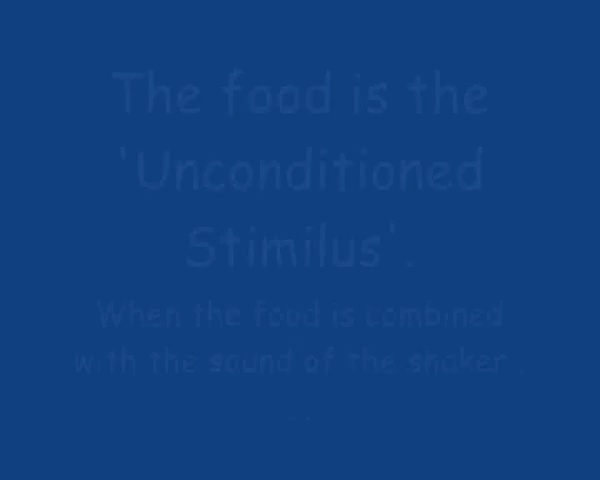 The food is the
'Unconditioned
Stimilus'.
When the food is combined
with the sound of the shaker .
. .